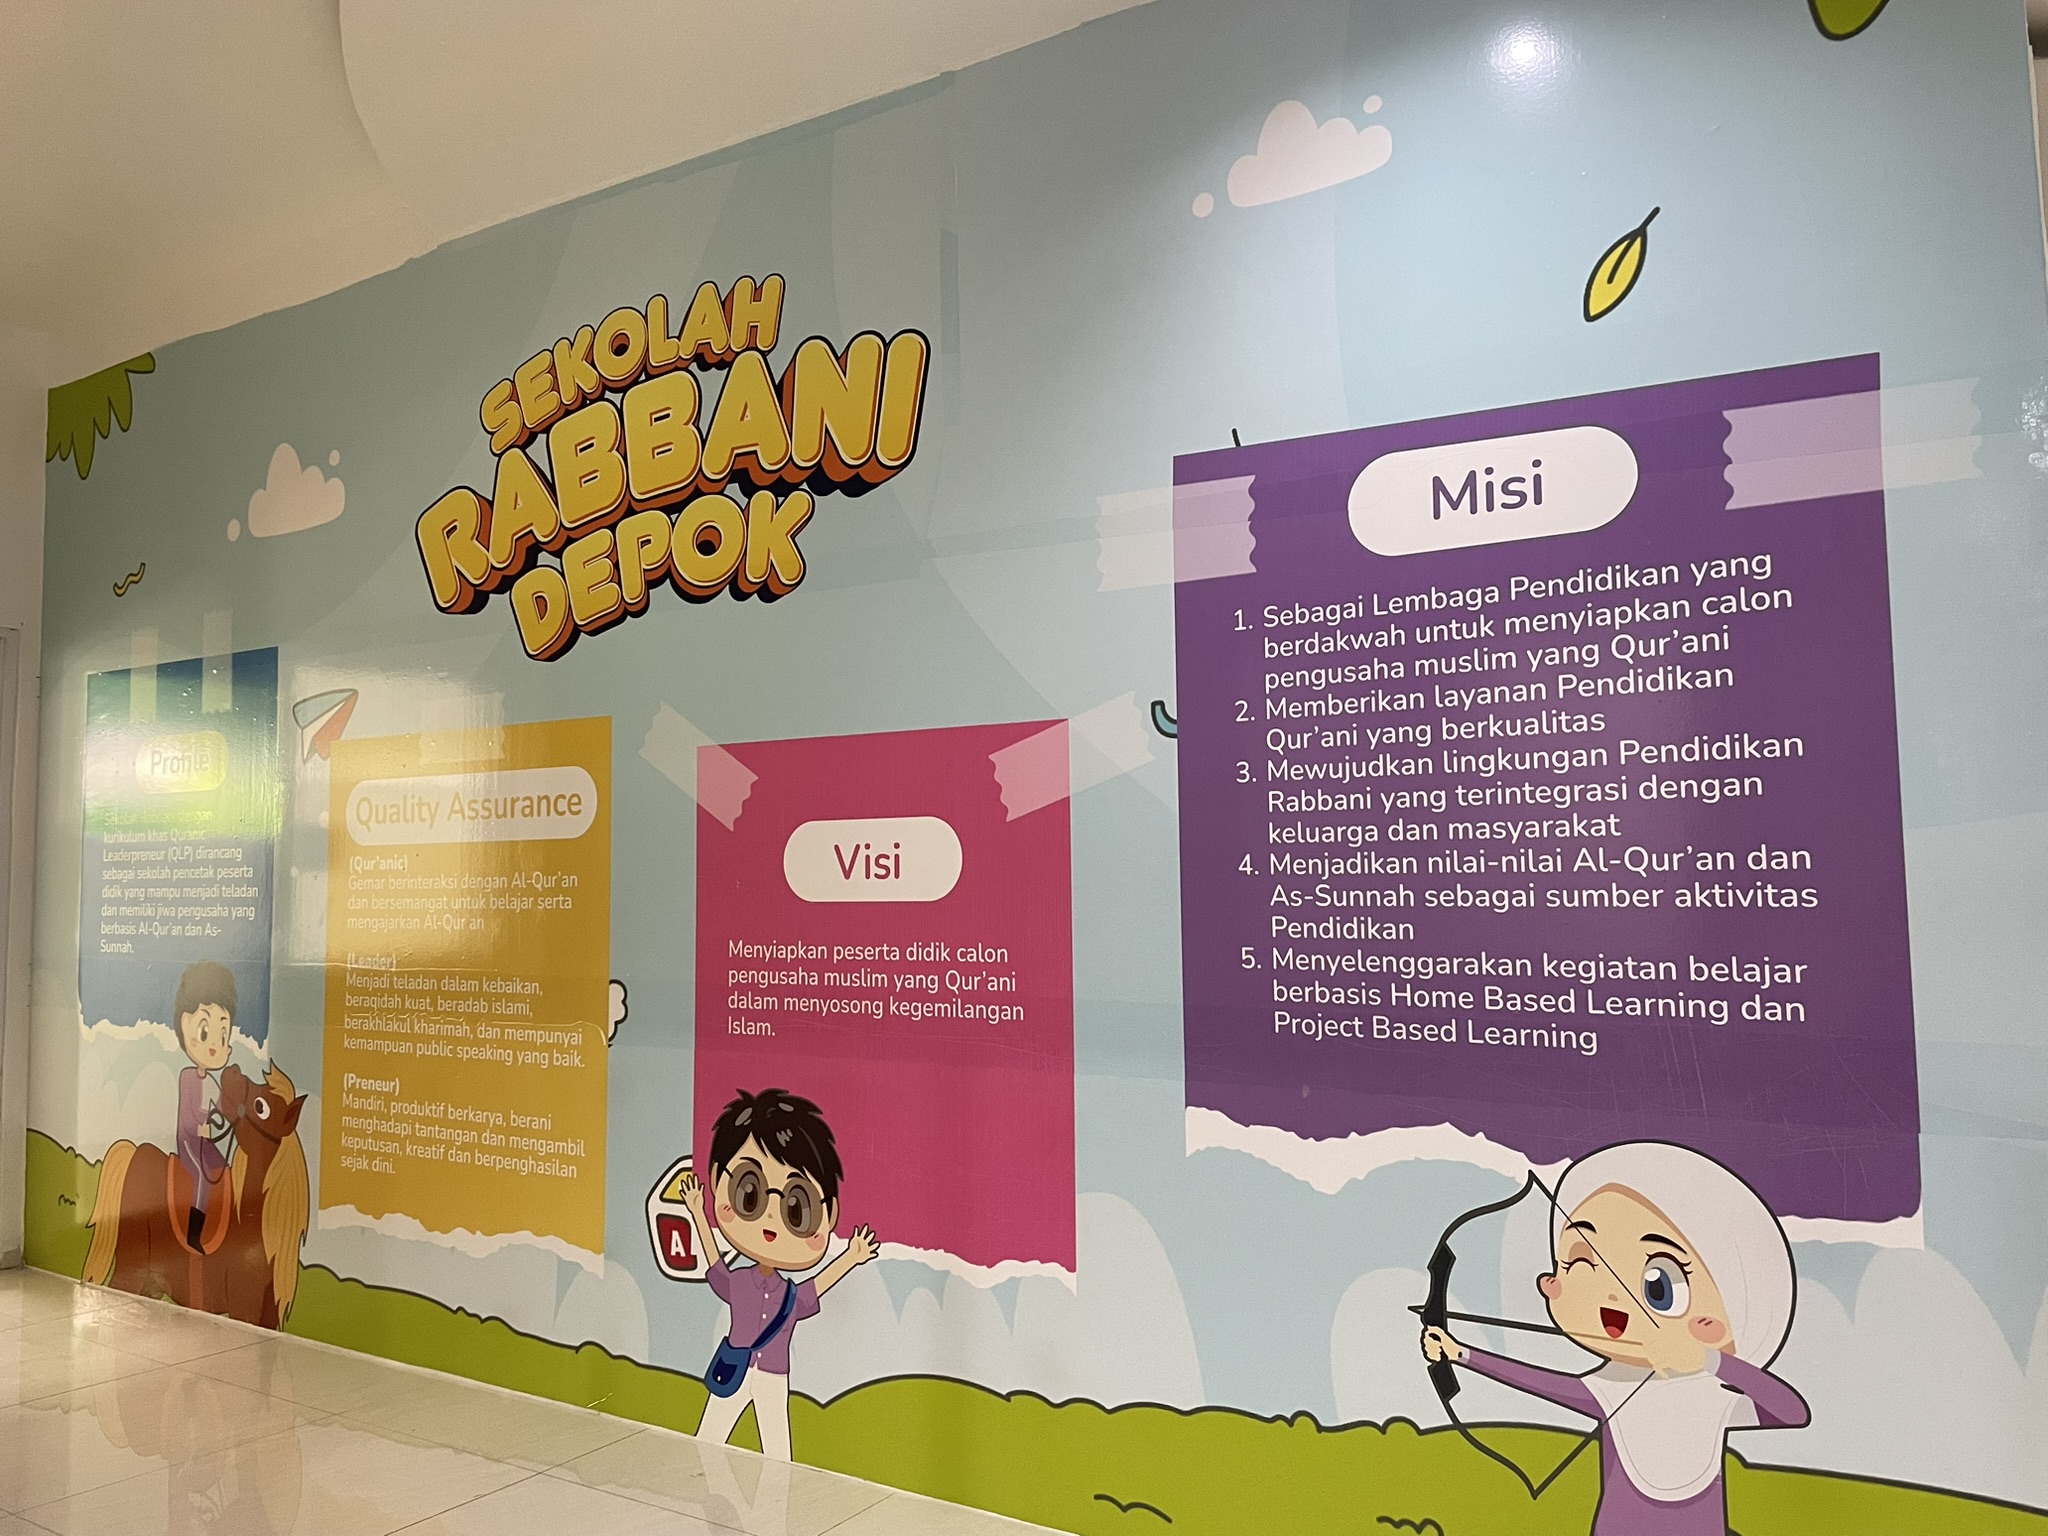 SEKOLAH
RABBANI
DEPOK
Profile
Sekolah Rabbani dengan
kurikulum khas Quranic
Leaderpreneur (QLP) dirancang
sebagai sekolah pencetak peserta
didik yang mampu menjadi teladan
dan memiliki jiwa pengusaha yang
berbasis Al-Qur'an dan As-
Sunnah.
Quality Assurance
(Qur'anic)
Gemar berinteraksi dengan Al-Qur'an
dan bersemangat untuk belajar serta
mengajarkan Al-Qur'an
(Leader)
Menjadi teladan dalam kebaikan,
beraqidah kuat, beradab islami,
berakhlakul kharimah, dan mempunyai
kemampuan public speaking yang baik.
(Preneur)
Mandiri, produktif berkarya, berani
menghadapi tantangan dan mengambil
keputusan, kreatif dan berpenghasilan
sejak dini.
Visi
Menyiapkan peserta didik calon
pengusaha muslim yang Qur'ani
dalam menyosong kegemilangan
Islam.
A
Misi
1. Sebagai Lembaga Pendidikan yang
berdakwah untuk menyiapkan calon
pengusaha muslim yang Qur'ani
2. Memberikan layanan Pendidikan
Qur'ani yang berkualitas
3. Mewujudkan lingkungan Pendidikan
Rabbani yang terintegrasi dengan
keluarga dan masyarakat
4. Menjadikan nilai-nilai Al-Qur'an dan
As-Sunnah sebagai sumber aktivitas
Pendidikan
5. Menyelenggarakan kegiatan belajar
berbasis Home Based Learning dan
Project Based Learning